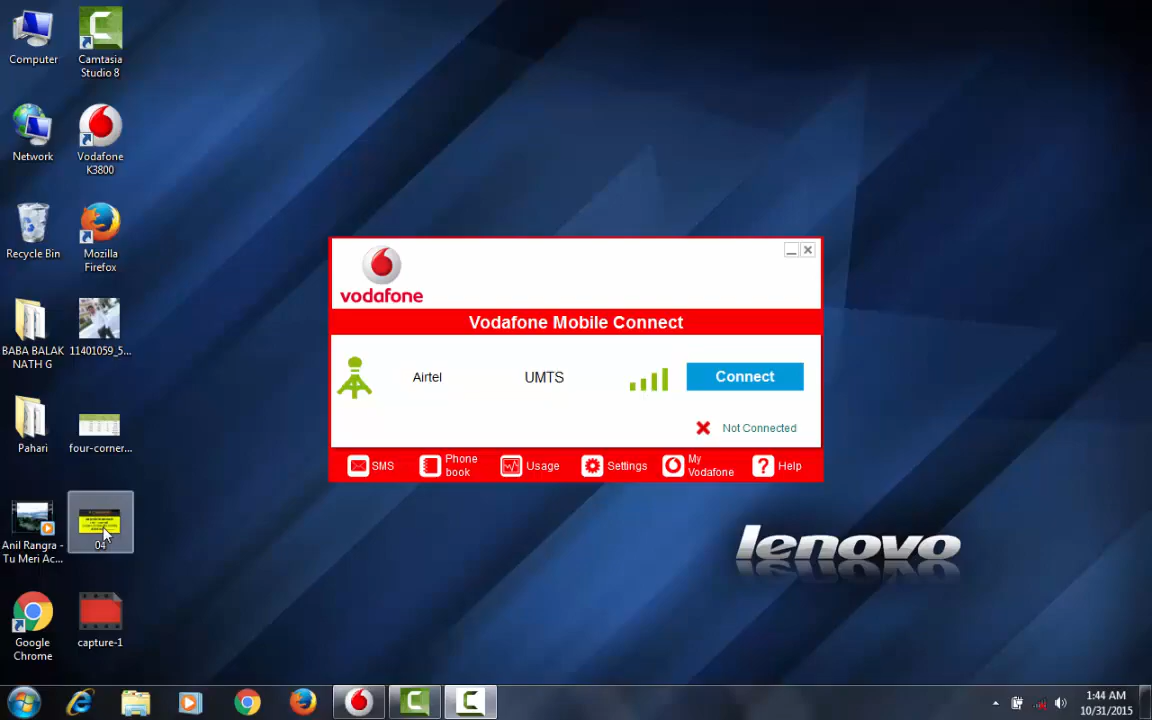 Computer
Camtasia
Studio 8
Network
Vodafone
K3800
Recycle Bin
Mozilla
Firefox
BABA BALAK
NATH G
11401059_5...
Pahari
four-corner...
Anil Rangra -
Tu Meri Ac...
04
Google
Chrome
capture-1
vodafone
Vodafone Mobile Connect
Airtel
UMTS
Connect
Not Connected
SMS
Phone
book
Usage
Settings
My
Vodafone
Help
lenovo
1:44 AM
10/31/2015